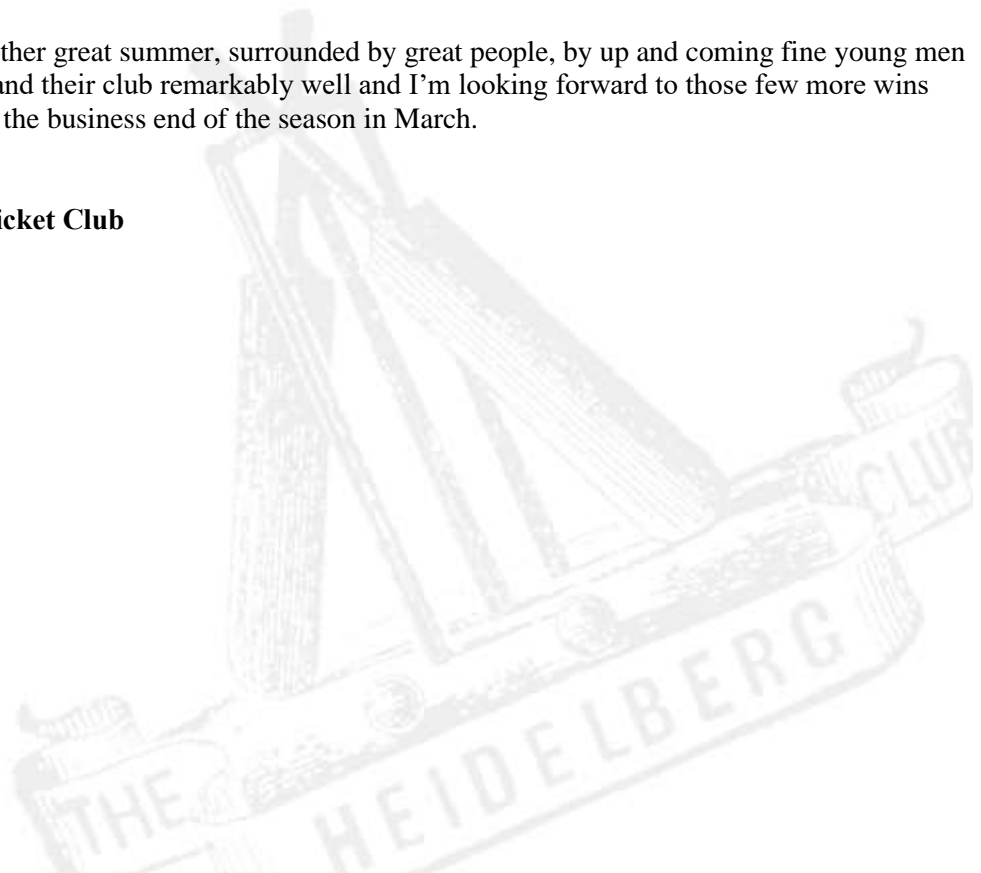 ther great summer, surrounded by great people, by up and coming fine young men
and their club remarkably well and I’m looking forward to those few more wins
the business end of the season in March.
icket Club
THE
HEIDELBERG
CLUB